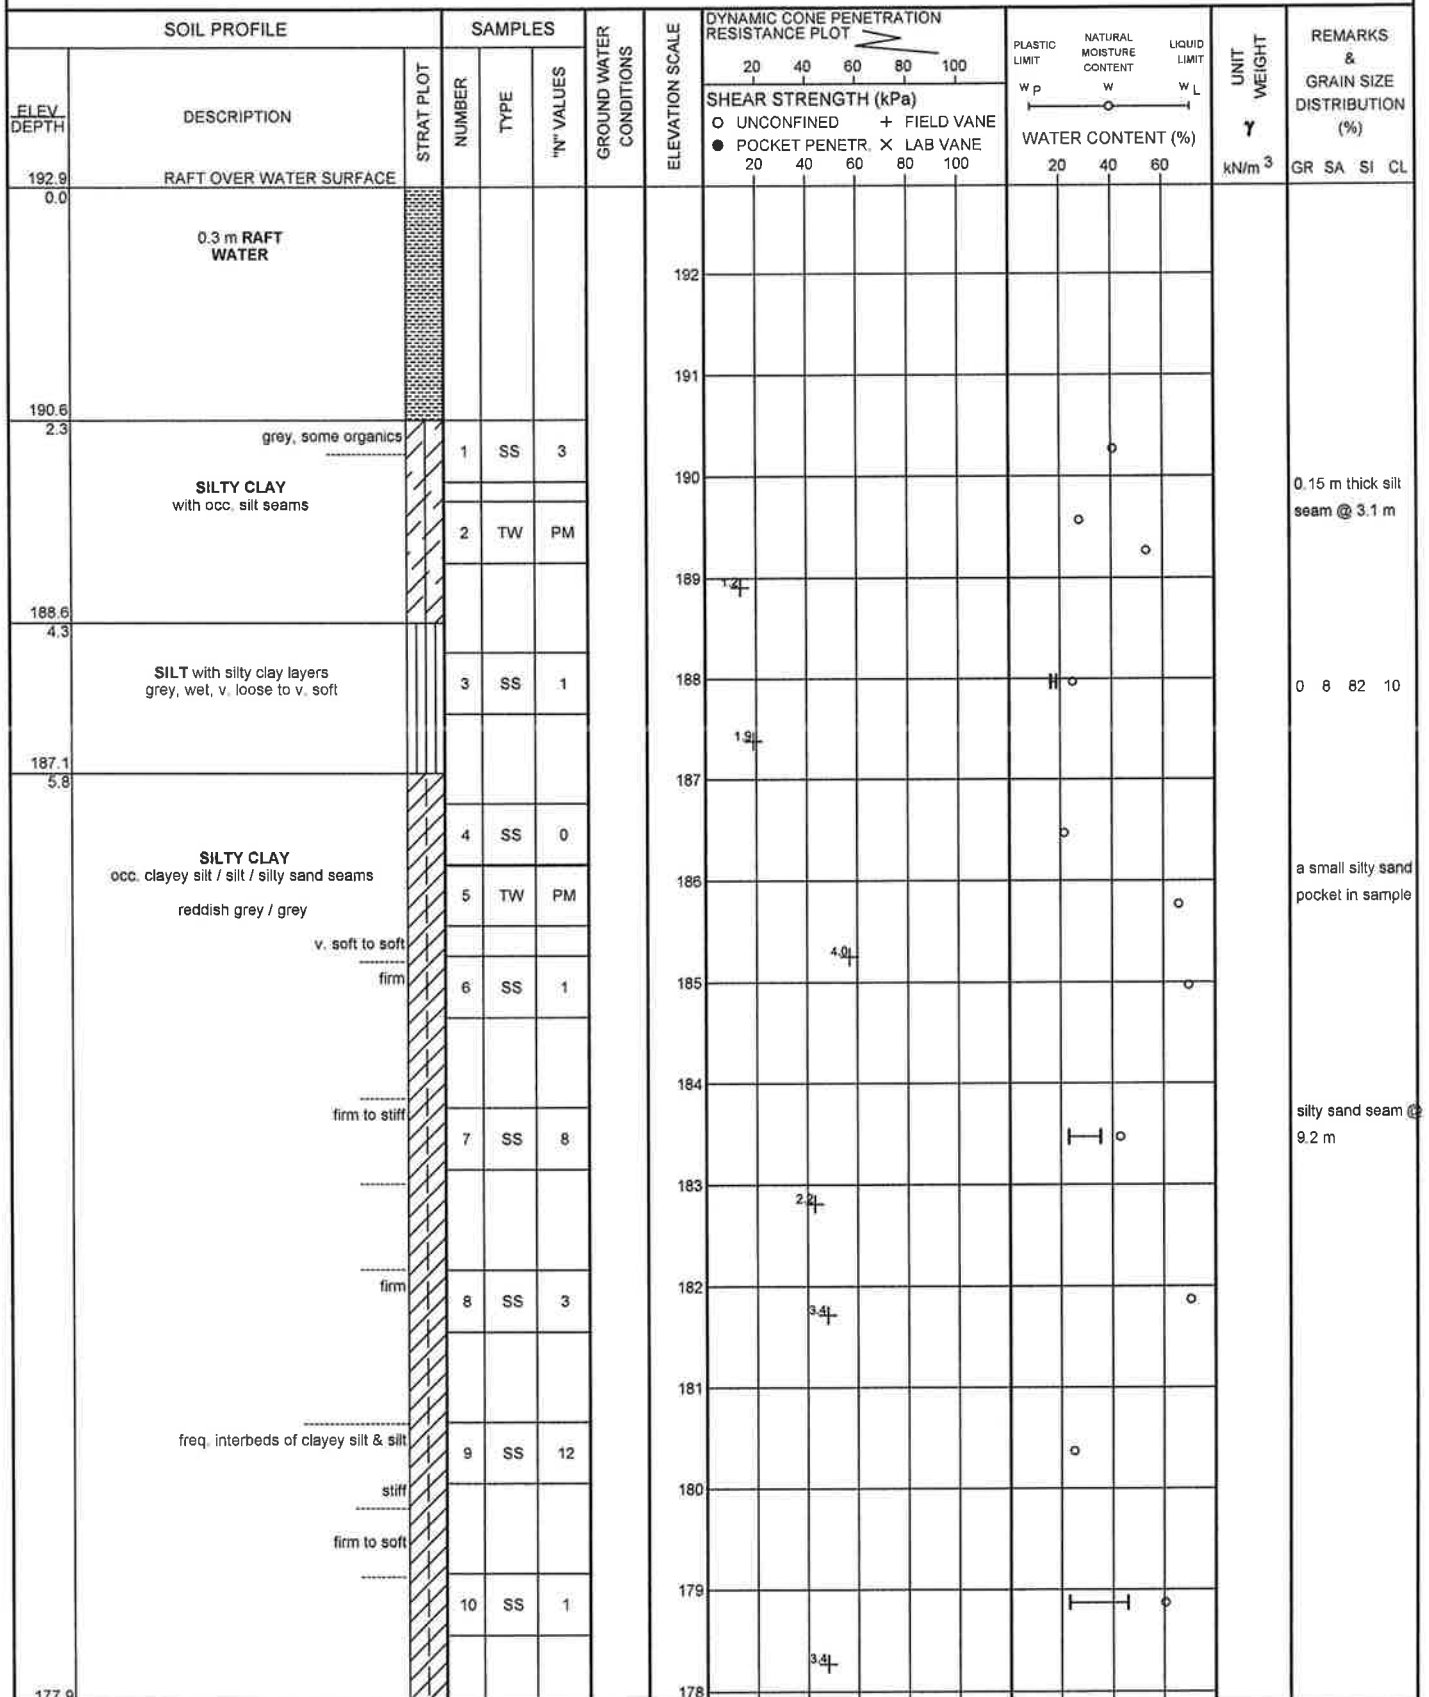 SOIL PROFILE
SAMPLES
GROUND WATER
CONDITIONS
ELEVATION SCALE
DYNAMIC CONE PENETRATION
RESISTANCE PLOT
20 40 60 80 100
SHEAR STRENGTH (kPa)
O UNCONFINED + FIELD VANE
● POCKET PENETR. X LAB VANE
20 40 60 80 100
PLASTIC
LIMIT
NATURAL
MOISTURE
CONTENT
LIQUID
LIMIT
W P W W L
WATER CONTENT (%)
20 40 60
UNIT
WEIGHT
γ
kN/m 3
REMARKS
&
GRAIN SIZE
DISTRIBUTION
(%)
GR SA SI CL
ELEV
DEPTH
DESCRIPTION
STRAT PLOT
NUMBER
TYPE
"N" VALUES
192.9 RAFT OVER WATER SURFACE
0.0
0.3 m RAFT
WATER
192
191
190.6
2.3
grey, some organics
1 SS 3
190
SILTY CLAY
with occ. silt seams
0.15 m thick silt
seam @ 3.1 m
2 TW PM
189
1.2
188.6
4.3
SILT with silty clay layers
grey, wet, v. loose to v. soft
3 SS 1
188
0 8 82 10
1.9
187.1
5.8
187
4 SS 0
SILTY CLAY
occ. clayey silt / silt / silty sand seams
reddish grey / grey
186
a small silty sand
pocket in sample
5 TW PM
v. soft to soft
4.0
firm
6 SS 1
185
184
firm to stiff
7 SS 8
silty sand seam @
9.2 m
183
2.2
182
firm
8 SS 3
3.4
181
freq. interbeds of clayey silt & silt
9 SS 12
stiff
180
firm to soft
179
10 SS 1
3.4
177.9
178